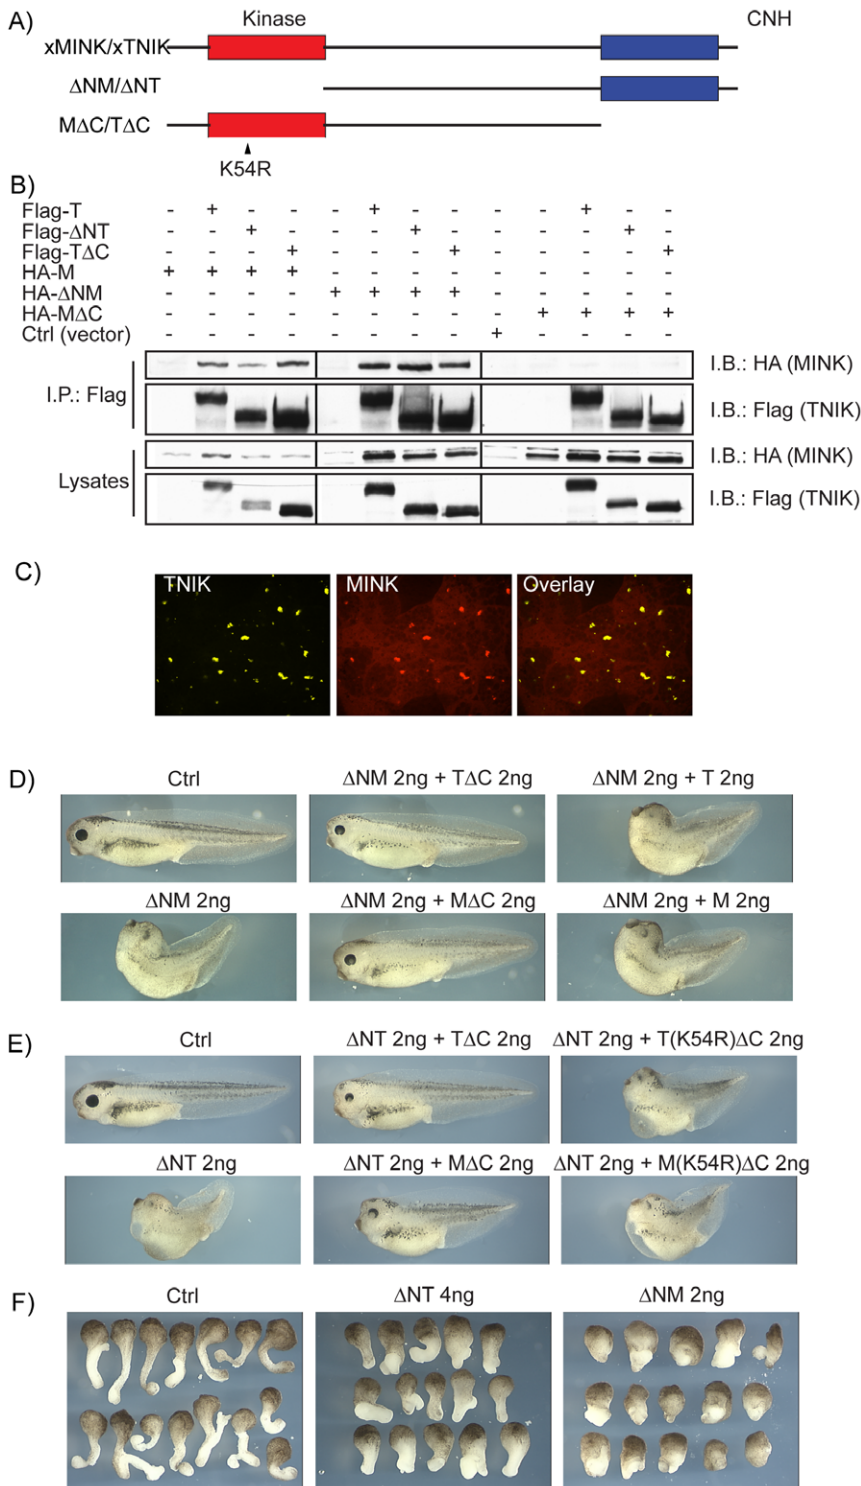 A)
Kinase
CNH
xMINK/xTNIK
ΔNM/ΔNT
MΔC/TΔC
K54R
B)
Flag-T - + - - - + - - - - + - -
Flag-ΔNT - - + - - - + - - - - + -
Flag-TΔC - - - + - - - + - - - - +
HA-M + + + + - - - - - - - - -
HA-ΔNM - - - - + + + + - - - - -
HA-MΔC - - - - - - - - - + + + +
Ctrl (vector) - - - - - - - - + - - - -
I.P.: Flag
I.B.: HA (MINK)
I.B.: Flag (TNIK)
Lysates
I.B.: HA (MINK)
I.B.: Flag (TNIK)
C)
TNIK MINK Overlay
D)
Ctrl ΔNM 2ng + TΔC 2ng ΔNM 2ng + T 2ng
ΔNM 2ng ΔNM 2ng + MΔC 2ng ΔNM 2ng + M 2ng
E)
Ctrl ΔNT 2ng + TΔC 2ng ΔNT 2ng + T(K54R)ΔC 2ng
ΔNT 2ng ΔNT 2ng + MΔC 2ng ΔNT 2ng + M(K54R)ΔC 2ng
F)
Ctrl ΔNT 4ng ΔNM 2ng